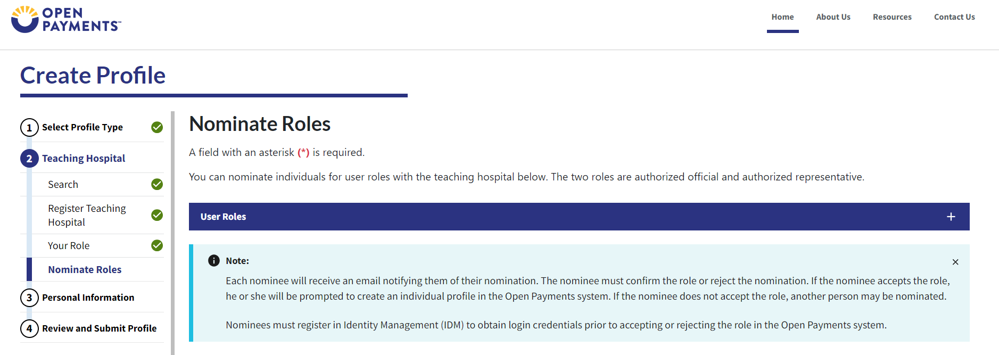 OPEN
PAYMENTS™
Home
About Us
Resources
Contact Us
Create Profile
1 Select Profile Type
2 Teaching Hospital
Search
Register Teaching
Hospital
Your Role
Nominate Roles
3 Personal Information
4 Review and Submit Profile
Nominate Roles
A field with an asterisk (*) is required.
You can nominate individuals for user roles with the teaching hospital below. The two roles are authorized official and authorized representative.
User Roles
Note:
Each nominee will receive an email notifying them of their nomination. The nominee must confirm the role or reject the nomination. If the nominee accepts the role,
he or she will be prompted to create an individual profile in the Open Payments system. If the nominee does not accept the role, another person may be nominated.
Nominees must register in Identity Management (IDM) to obtain login credentials prior to accepting or rejecting the role in the Open Payments system.